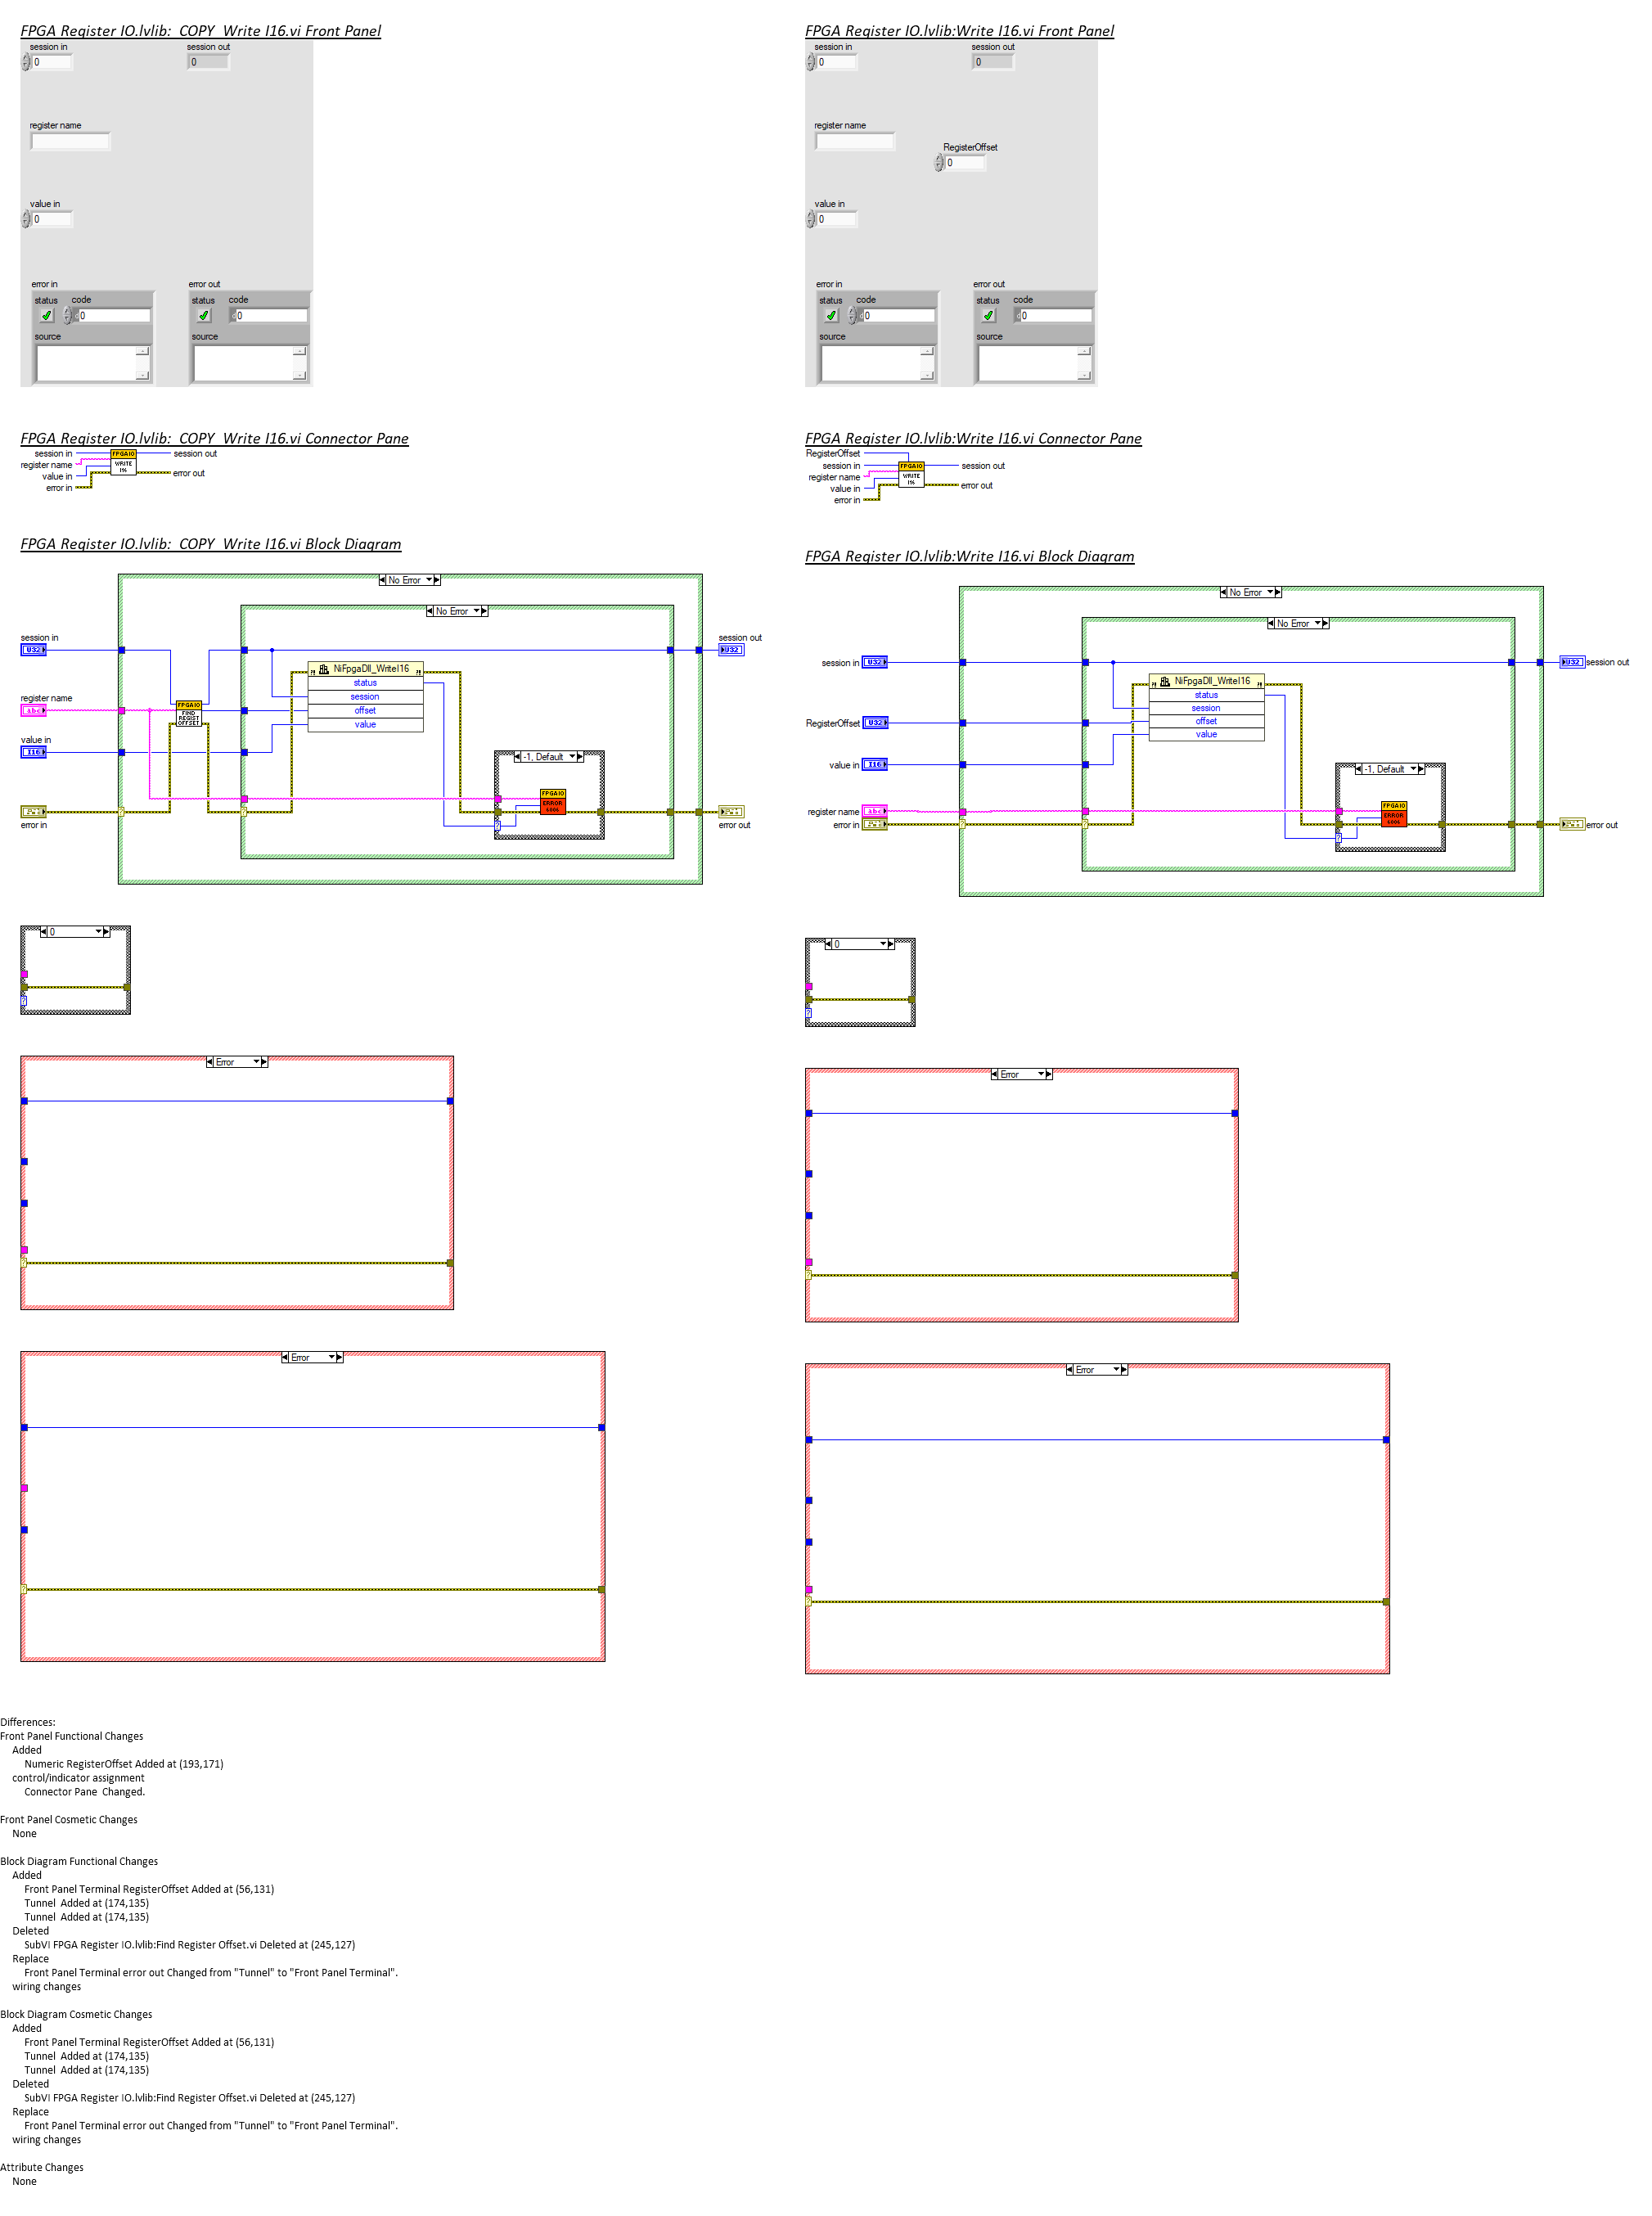 FPGA Register IO.lvlib:  COPY  Write I16.vi Front Panel
session in
session out
0
0
register name
value in
0
error in
error out
status
code
status
code
0
0
source
source
FPGA Register IO.lvlib:  COPY  Write I16.vi Connector Pane
session in
session out
register name
value in
error in
error out
FPGAIO
WRITE
I16
FPGA Register IO.lvlib:  COPY  Write I16.vi Block Diagram
No Error
No Error
session in
U32
session out
U32
NiFpgaDll_WriteI16
status
session
offset
value
register name
abc
FPGAIO
FIND
REGIST
OFFSET
value in
I16
-1, Default
FPGAIO
ERROR
error in
error out
0
Error
Error
FPGA Register IO.lvlib:Write I16.vi Front Panel
session in
session out
0
0
register name
RegisterOffset
0
value in
0
error in
error out
status
code
status
code
0
0
source
source
FPGA Register IO.lvlib:Write I16.vi Connector Pane
RegisterOffset
session in
session out
register name
value in
error in
error out
FPGAIO
WRITE
I16
FPGA Register IO.lvlib:Write I16.vi Block Diagram
No Error
No Error
session in
U32
U32
session out
NiFpgaDll_WriteI16
status
session
offset
value
RegisterOffset
U32
value in
I16
-1, Default
register name
abc
FPGAIO
ERROR
error in
error out
0
Error
Error
Differences:
Front Panel Functional Changes
Added
Numeric RegisterOffset Added at (193,171)
control/indicator assignment
Connector Pane  Changed.
Front Panel Cosmetic Changes
None
Block Diagram Functional Changes
Added
Front Panel Terminal RegisterOffset Added at (56,131)
Tunnel  Added at (174,135)
Tunnel  Added at (174,135)
Deleted
SubVI FPGA Register IO.lvlib:Find Register Offset.vi Deleted at (245,127)
Replace
Front Panel Terminal error out Changed from "Tunnel" to "Front Panel Terminal".
wiring changes
Block Diagram Cosmetic Changes
Added
Front Panel Terminal RegisterOffset Added at (56,131)
Tunnel  Added at (174,135)
Tunnel  Added at (174,135)
Deleted
SubVI FPGA Register IO.lvlib:Find Register Offset.vi Deleted at (245,127)
Replace
Front Panel Terminal error out Changed from "Tunnel" to "Front Panel Terminal".
wiring changes
Attribute Changes
None